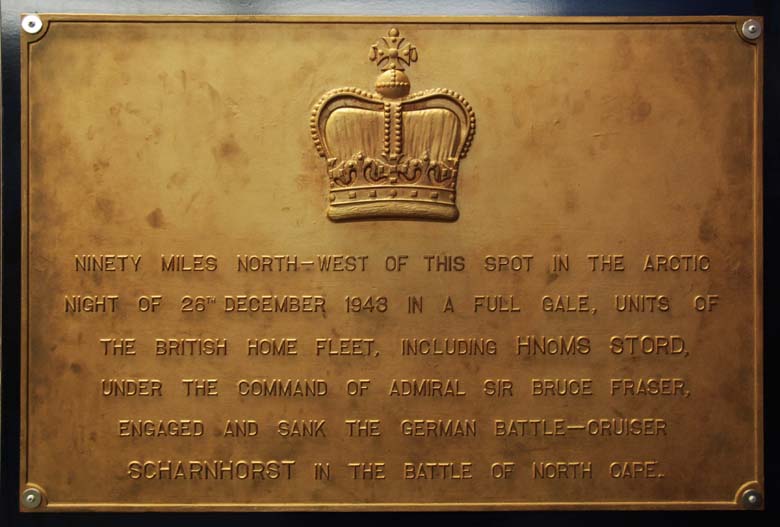 NINETY MILES NORTH-WEST OF THIS SPOT IN THE ARCTIC
NIGHT OF 26TH DECEMBER 1943 IN A FULL GALE, UNITS OF
THE BRITISH HOME FLEET, INCLUDING HNoMS STORD,
UNDER THE COMMAND OF ADMIRAL SIR BRUCE FRASER,
ENGAGED AND SANK THE GERMAN BATTLE-CRUISER
SCHARNHORST IN THE BATTLE OF NORTH CAPE.